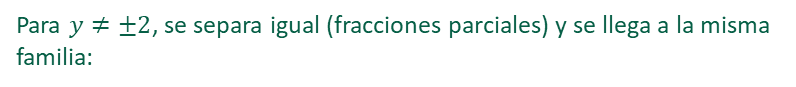 Para y ≠ ±2, se separa igual (fracciones parciales) y se llega a la misma
familia: